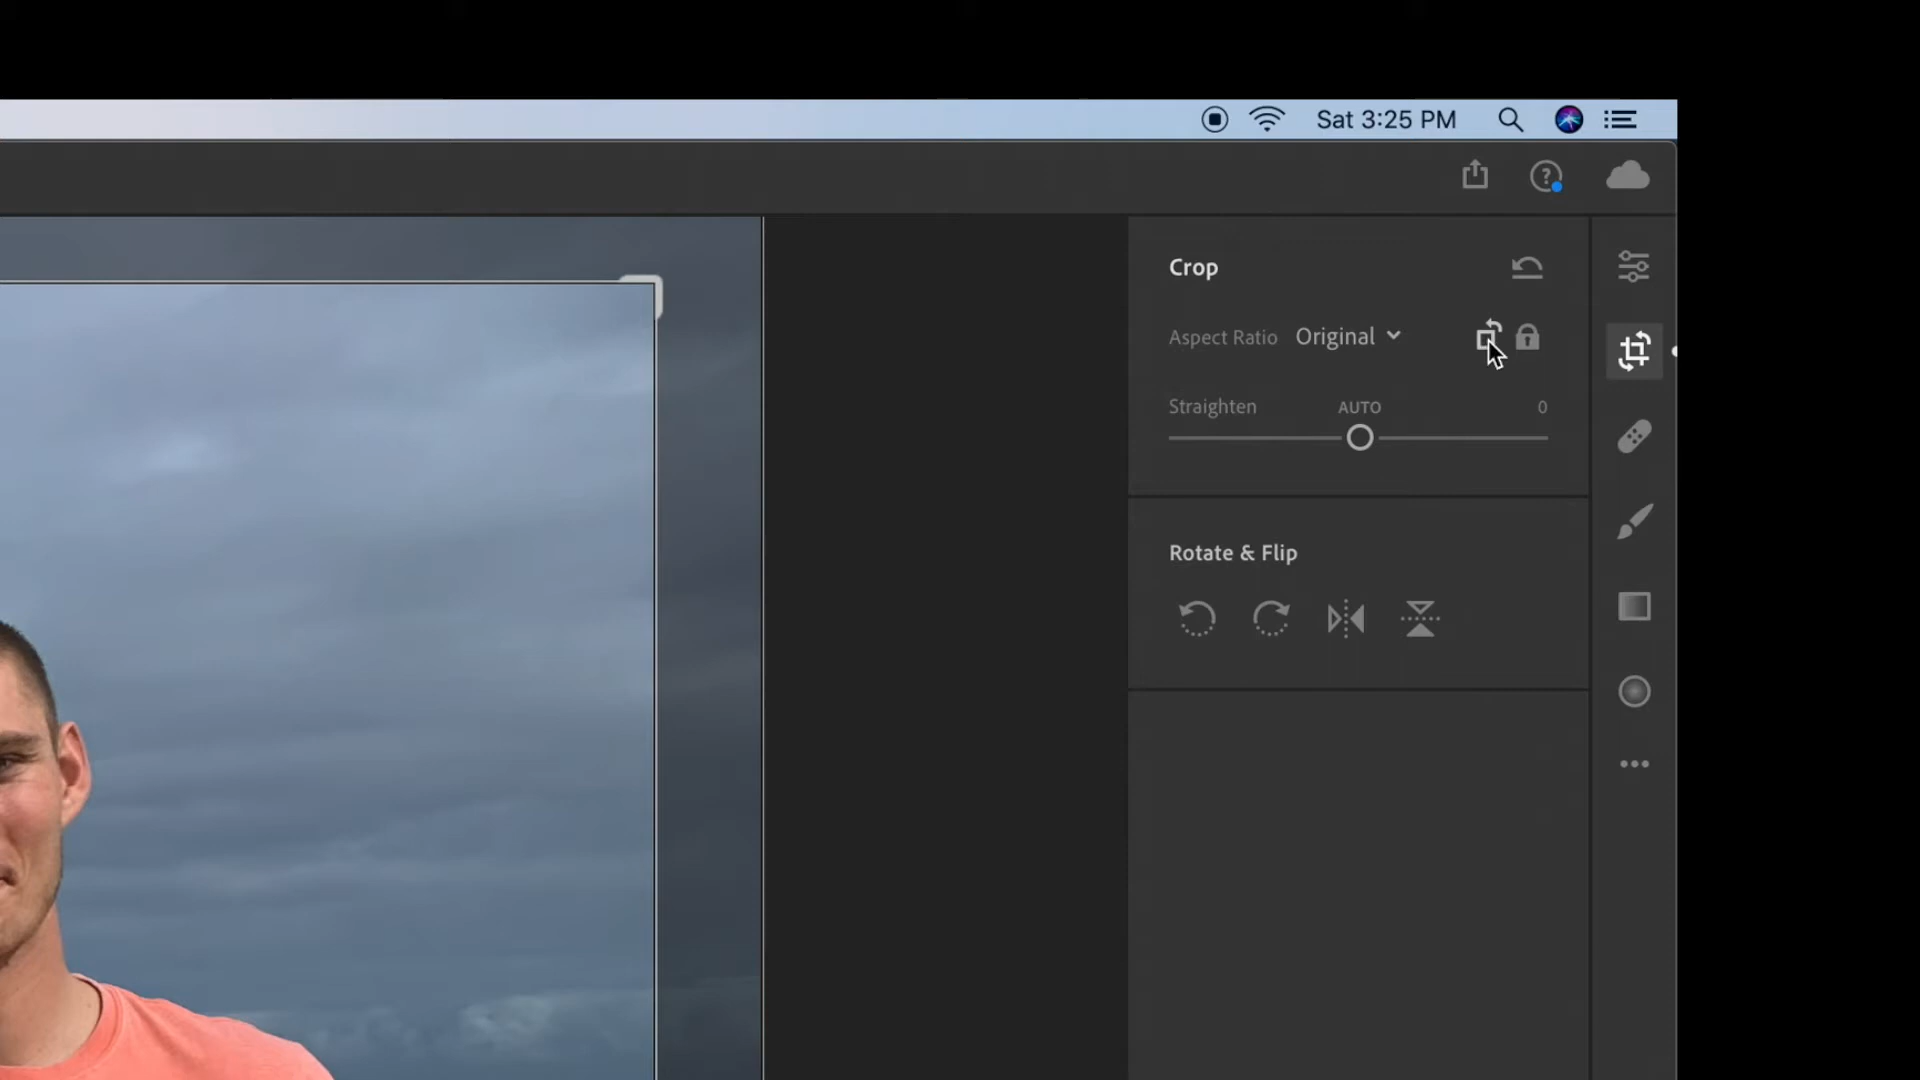 Sat 3:25 PM
Crop
Aspect Ratio Original
Straighten AUTO 0
Rotate & Flip